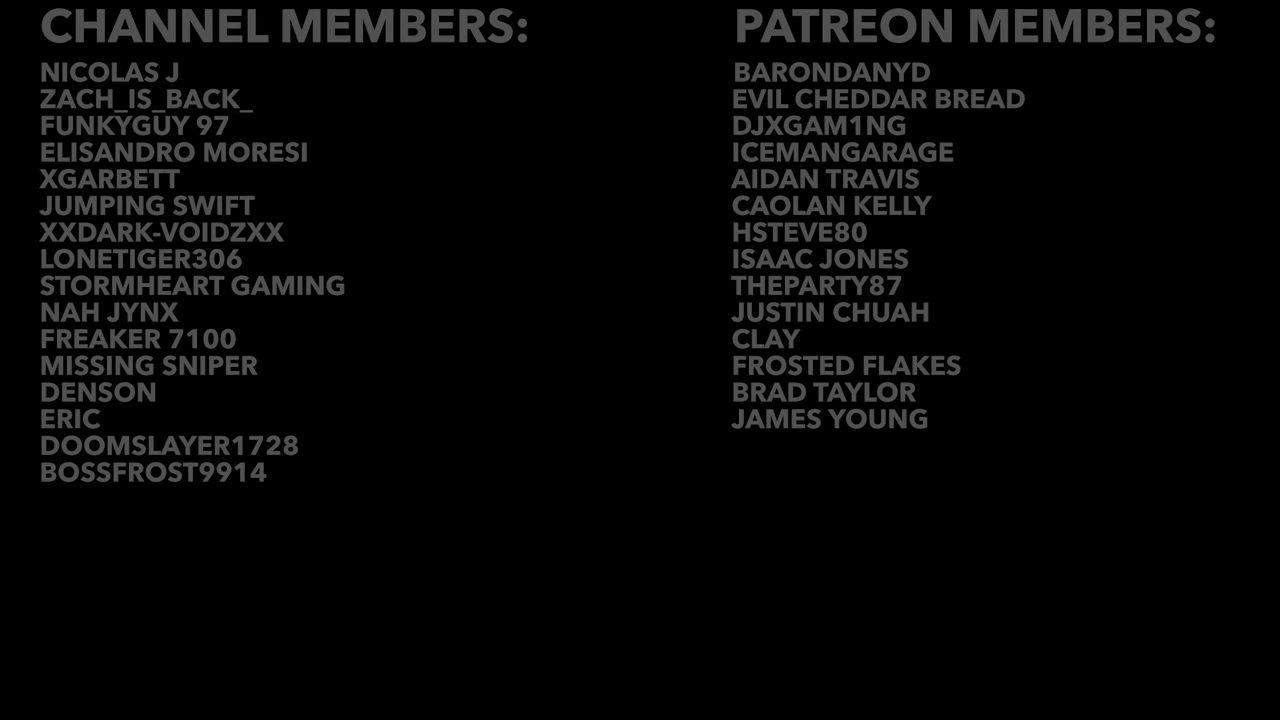 CHANNEL MEMBERS:
NICOLAS J
ZACH_IS_BACK_
FUNKYGUY 97
ELISANDRO MORESI
XGARBETT
JUMPING SWIFT
XXDARK-VOIDZXX
LONETIGER306
STORMHEART GAMING
NAH JYNX
FREAKER 7100
MISSING SNIPER
DENSON
ERIC
DOOMSLAYER1728
BOSSFROST9914
PATREON MEMBERS:
BARONDANYD
EVIL CHEDDAR BREAD
DJXGAM1NG
ICEMANGARAGE
AIDAN TRAVIS
CAOLAN KELLY
HSTEVE80
ISAAC JONES
THEPARTY87
JUSTIN CHUAH
CLAY
FROSTED FLAKES
BRAD TAYLOR
JAMES YOUNG